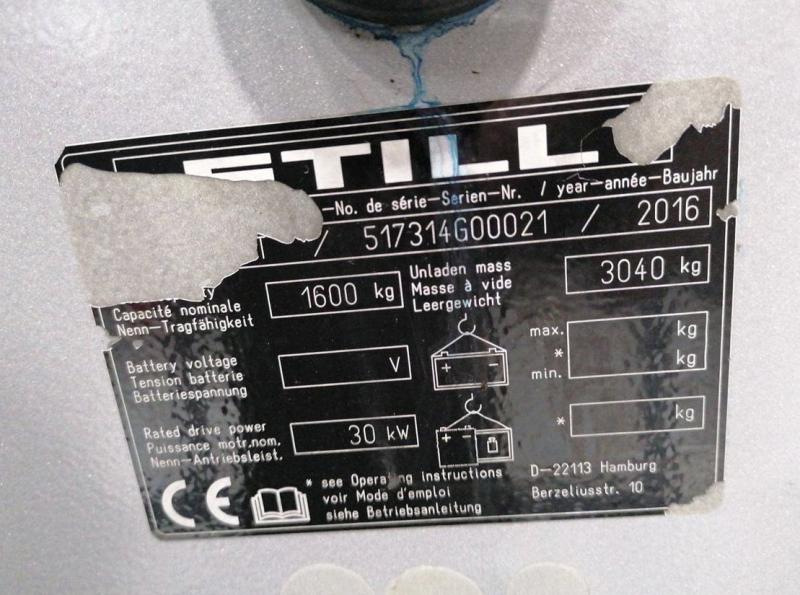 STILL
-No. de série-Serien-Nr. / year-année-Baujahr
/ 517314G00021 / 2016
Capacité nominale
Nenn-Tragfähigkeit
1600 kg
Unladen mass
Masse à vide
Leergewicht
3040 kg
Battery voltage
Tension batterie
Batteriespannung
V
+ -
max. kg
*
min. kg
Rated drive power
Puissance motr.nom.
Nenn-Antriebsleist.
30 kW
+ -
* kg
CE
* see Operating instructions
voir Mode d'emploi
siehe Betriebsanleitung
D-22113 Hamburg
Berzeliusstr. 10